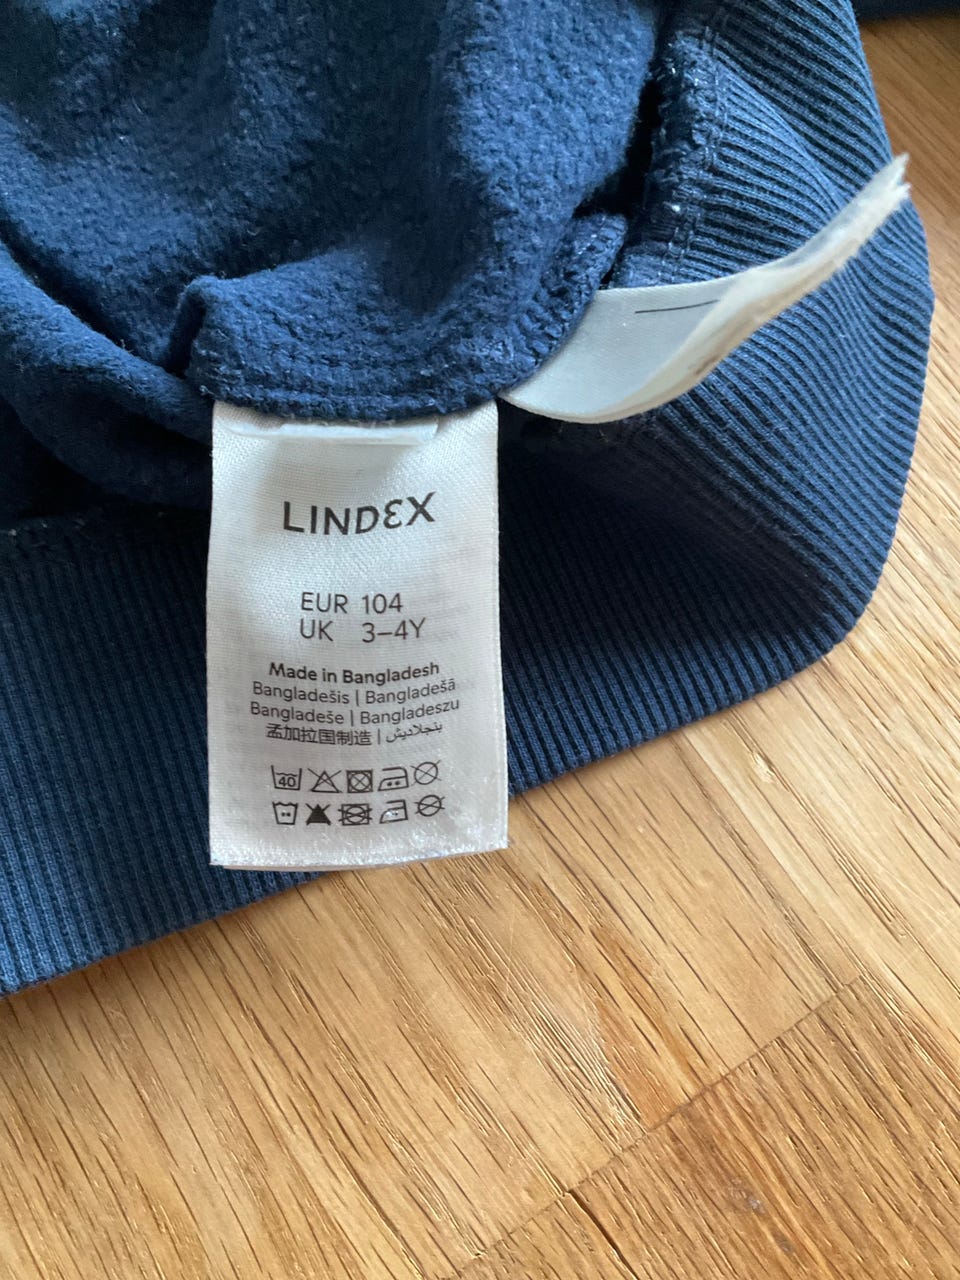 LINDEX
EUR 104
UK 3–4Y
Made in Bangladesh
Bangladešis | Bangladešā
Bangladeše | Bangladeszu
孟加拉国制造 | بنجلاديش
40